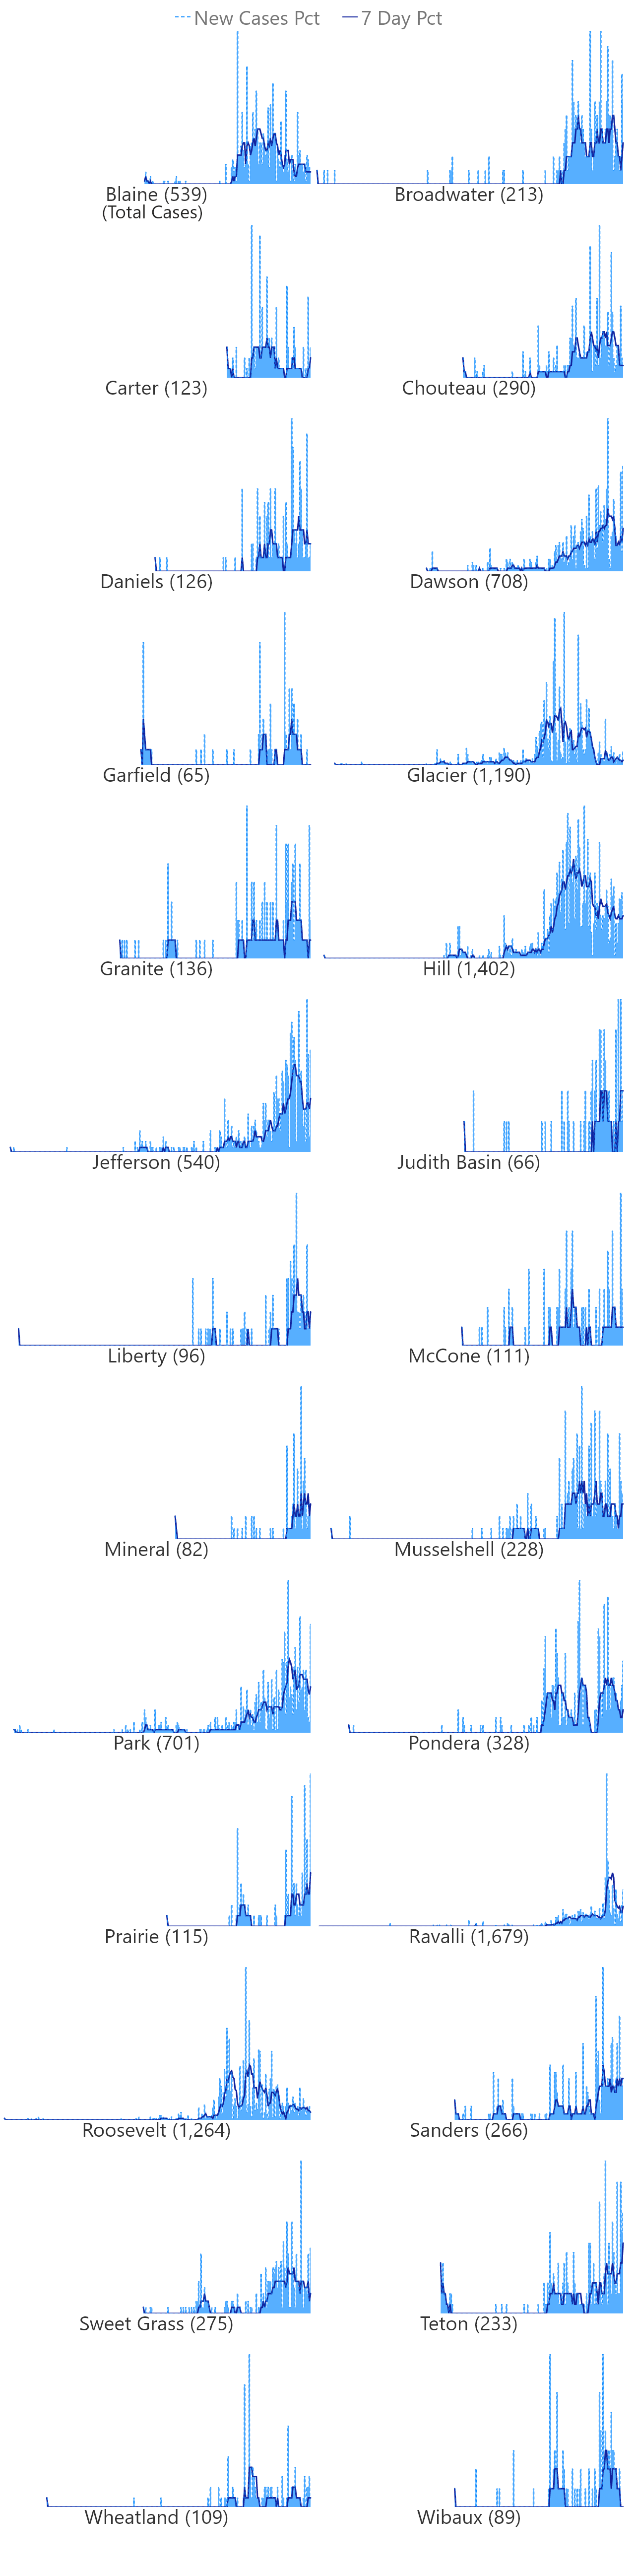 New Cases Pct 7 Day Pct
Blaine (539) Broadwater (213)
(Total Cases)
Carter (123) Chouteau (290)
Daniels (126) Dawson (708)
Garfield (65) Glacier (1,190)
Granite (136) Hill (1,402)
Jefferson (540) Judith Basin (66)
Liberty (96) McCone (111)
Mineral (82) Musselshell (228)
Park (701) Pondera (328)
Prairie (115) Ravalli (1,679)
Roosevelt (1,264) Sanders (266)
Sweet Grass (275) Teton (233)
Wheatland (109) Wibaux (89)